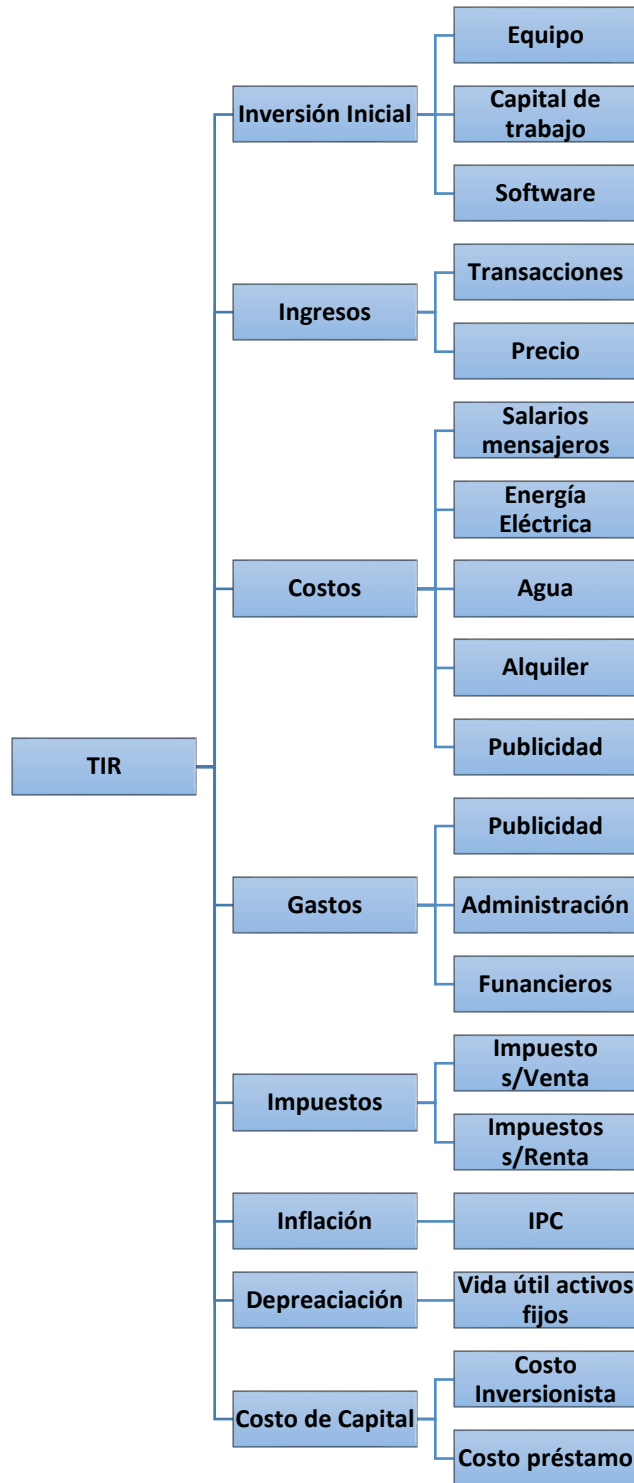 TIR
Inversión Inicial
Equipo
Capital de
trabajo
Software
Ingresos
Transacciones
Precio
Costos
Salarios
mensajeros
Energía
Eléctrica
Agua
Alquiler
Publicidad
Gastos
Publicidad
Administración
Funancieros
Impuestos
Impuesto
s/Venta
Impuestos
s/Renta
Inflación
IPC
Depreaciación
Vida útil activos
fijos
Costo de Capital
Costo
Inversionista
Costo préstamo